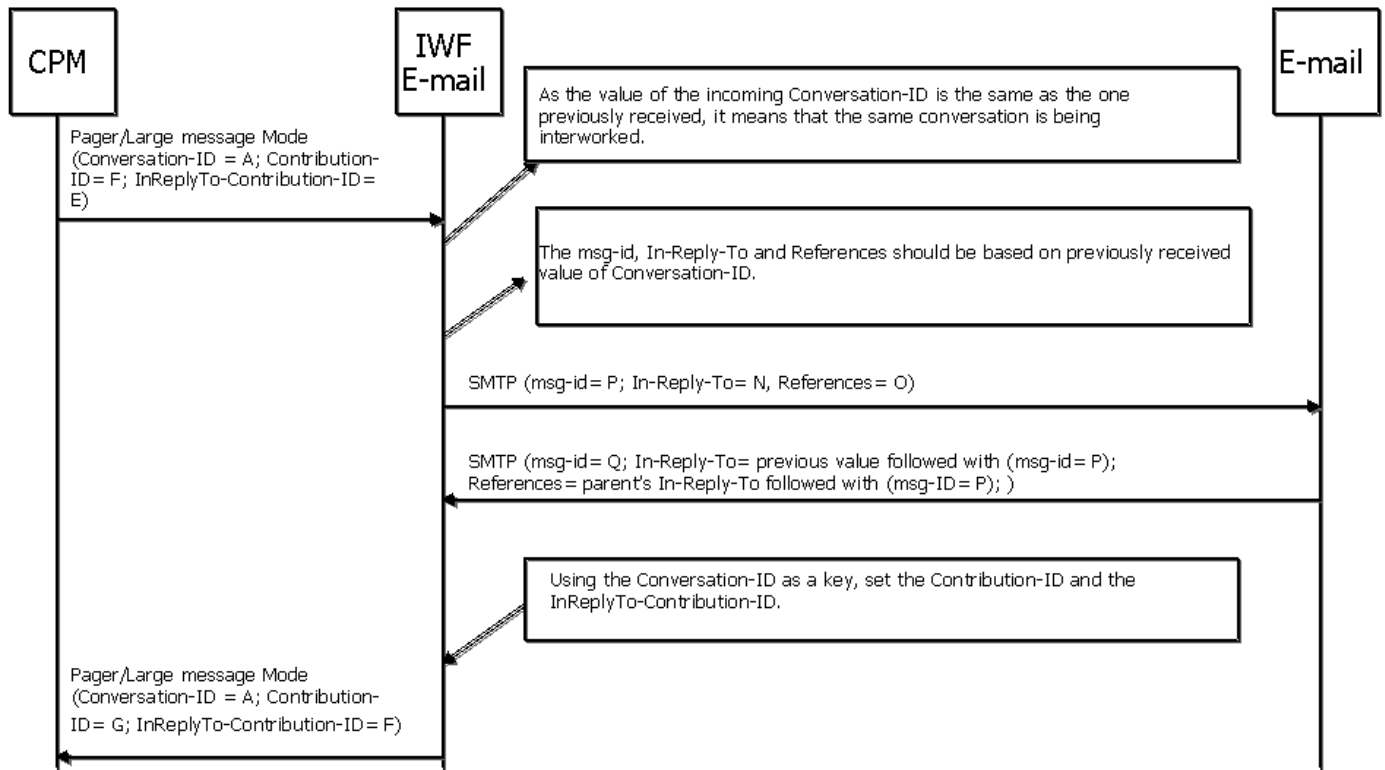 CPM
IWF
E-mail
E-mail
As the value of the incoming Conversation-ID is the same as the one
previously received, it means that the same conversation is being
interworked.
Pager/Large message Mode
(Conversation-ID = A; Contribution-
ID= F; InReplyTo-Contribution-ID=
E)
The msg-id, In-Reply-To and References should be based on previously received
value of Conversation-ID.
SMTP (msg-id= P; In-Reply-To= N, References= O)
SMTP (msg-id= Q; In-Reply-To= previous value followed with (msg-id= P);
References= parent's In-Reply-To followed with (msg-ID= P); )
Using the Conversation-ID as a key, set the Contribution-ID and the
InReplyTo-Contribution-ID.
Pager/Large message Mode
(Conversation-ID = A; Contribution-
ID= G; InReplyTo-Contribution-ID= F)